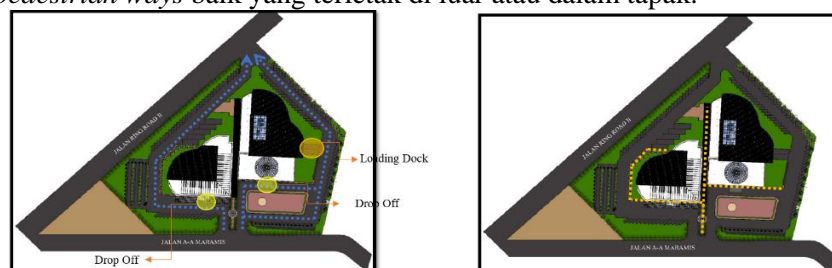 pedestrian ways baik yang terletak di luar atau dalam tapak.
JALAN RING ROAD II
Loading Dock
Drop Off
JALAN A-A MARAMIS
Drop Off
JALAN RING ROAD II
JALAN A-A MARAMIS